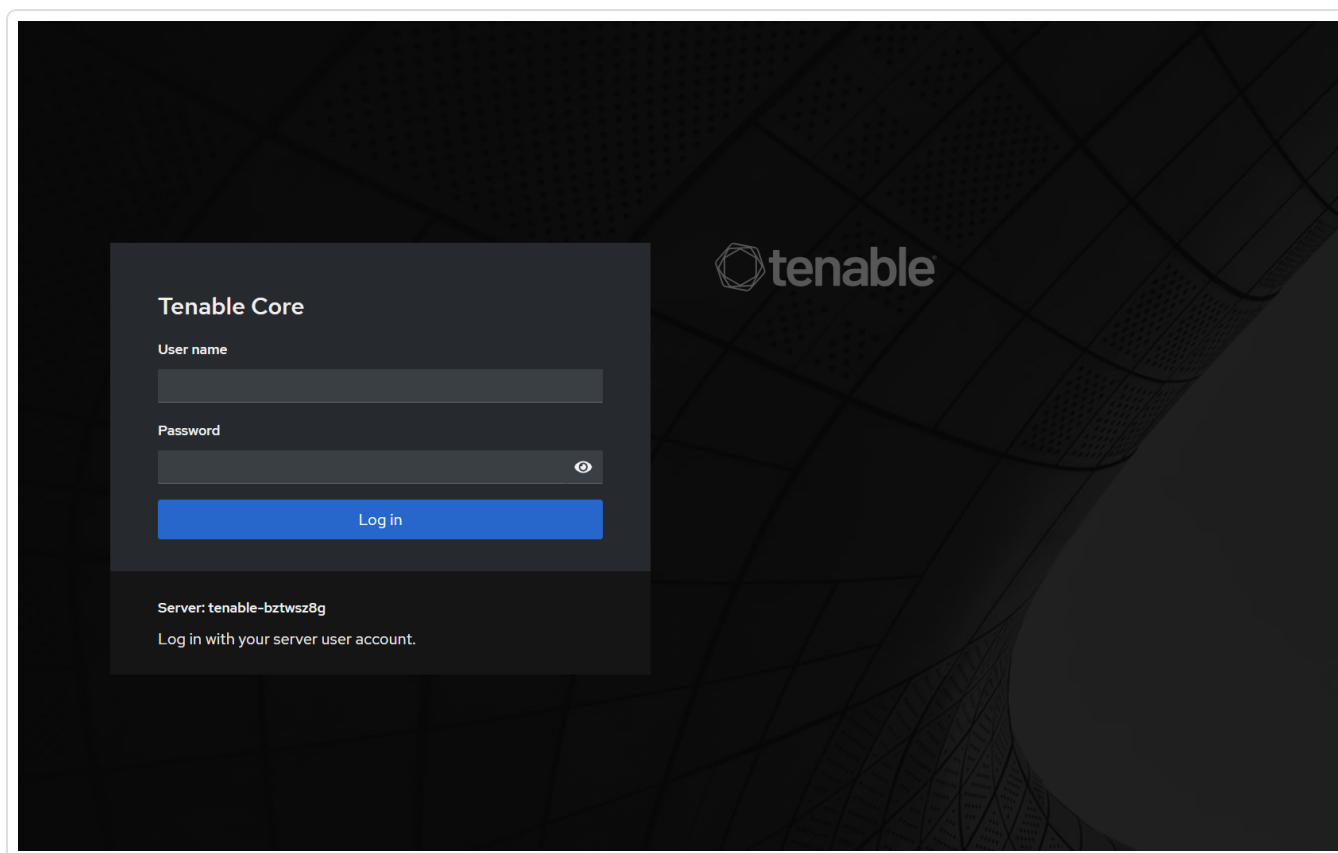 Tenable Core
User name
Password
Log in
Server: tenable-bztwsz8g
Log in with your server user account.
tenable